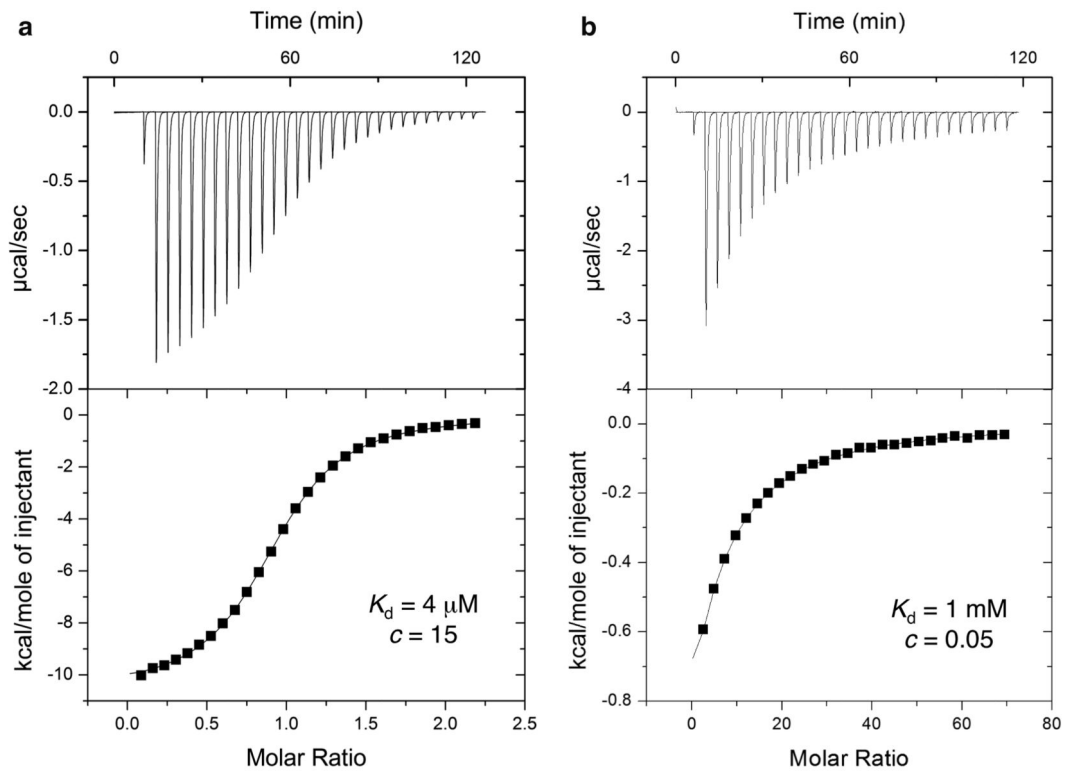 a
Time (min)
0 60 120
0.0
-0.5
-1.0
-1.5
-2.0
µcal/sec
0
-2
-4
-6
-8
-10
kcal/mole of injectant
Kd = 4 µM
c = 15
0.0 0.5 1.0 1.5 2.0 2.5
Molar Ratio
b
Time (min)
0 60 120
0
-1
-2
-3
-4
µcal/sec
0.0
-0.2
-0.4
-0.6
-0.8
kcal/mole of injectant
Kd = 1 mM
c = 0.05
0 20 40 60 80
Molar Ratio